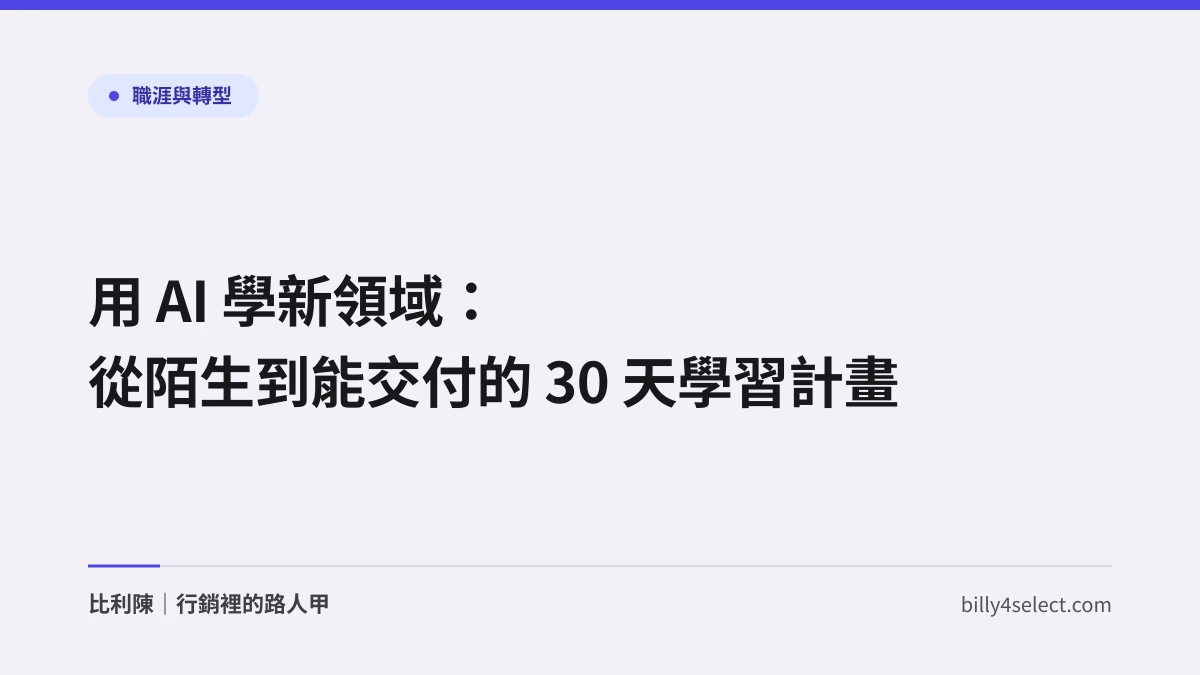 職涯與轉型
用 AI 學新領域：
從陌生到能交付的 30 天學習計畫
比利陳｜行銷裡的路人甲
billy4select.com